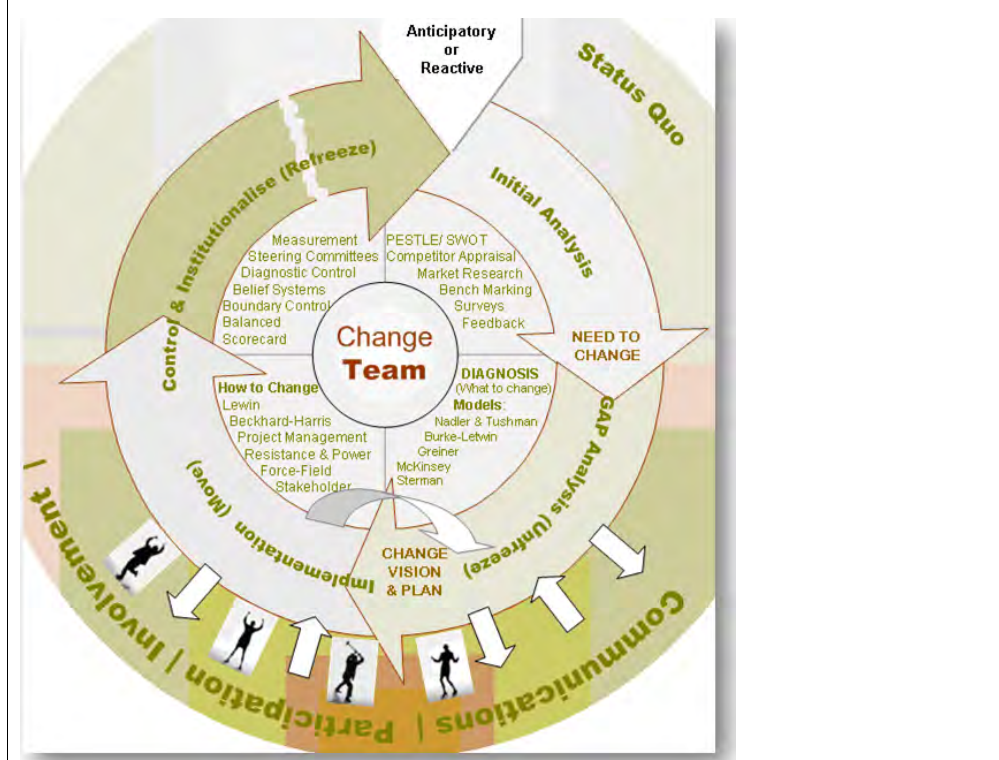 Anticipatory
or
Reactive
Status Quo
Initial Analysis
NEED TO
CHANGE
PESTLE/ SWOT
Competitor Appraisal
Market Research
Bench Marking
Surveys
Feedback
Change
Team
DIAGNOSIS
(What to change)
Models:
Nadler & Tushman
Burke-Letwin
Greiner
McKinsey
Sterman
GAP Analysis (Unfreeze)
CHANGE
VISION
& PLAN
How to Change
Lewin
Beckhard-Harris
Project Management
Resistance & Power
Force-Field
Stakeholder
Implementation (Move)
Measurement
Steering Committees
Diagnostic Control
Belief Systems
Boundary Control
Balanced
Scorecard
Control & Institutionalise (Refreeze)
Communications | Participation | Involvement |